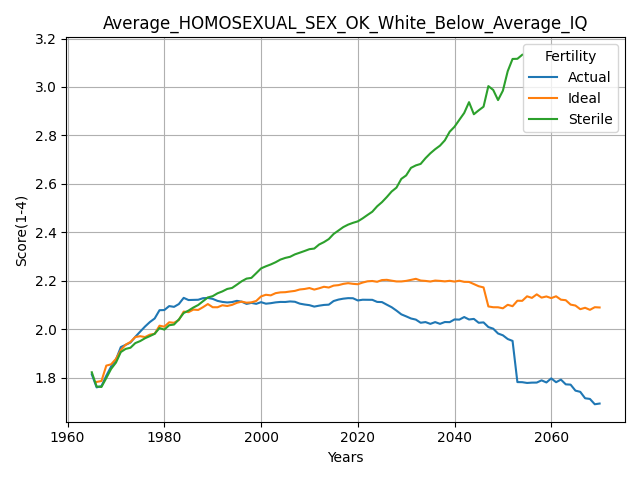 Average_HOMOSEXUAL_SEX_OK_White_Below_Average_IQ
3.2
3.0
2.8
2.6
2.4
2.2
2.0
1.8
Score(1-4)
Fertility
Actual
Ideal
Sterile
1960 1980 2000 2020 2040 2060
Years